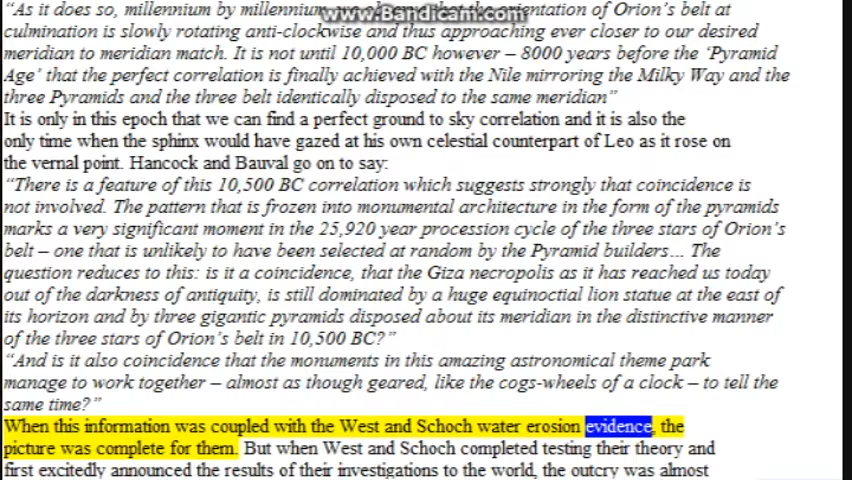 "As it does so, millennium by millennium, we observe that the orientation of Orion's belt at
www.Bandicam.com
culmination is slowly rotating anti-clockwise and thus approaching ever closer to our desired
meridian to meridian match. It is not until 10,000 BC however – 8000 years before the 'Pyramid
Age' that the perfect correlation is finally achieved with the Nile mirroring the Milky Way and the
three Pyramids and the three belt identically disposed to the same meridian"
It is only in this epoch that we can find a perfect ground to sky correlation and it is also the
only time when the sphinx would have gazed at his own celestial counterpart of Leo as it rose on
the vernal point. Hancock and Bauval go on to say:
"There is a feature of this 10,500 BC correlation which suggests strongly that coincidence is
not involved. The pattern that is frozen into monumental architecture in the form of the pyramids
marks a very significant moment in the 25,920 year procession cycle of the three stars of Orion's
belt – one that is unlikely to have been selected at random by the Pyramid builders… The
question reduces to this: is it a coincidence, that the Giza necropolis as it has reached us today
out of the darkness of antiquity, is still dominated by a huge equinoctial lion statue at the east of
its horizon and by three gigantic pyramids disposed about its meridian in the distinctive manner
of the three stars of Orion's belt in 10,500 BC?"
"And is it also coincidence that the monuments in this amazing astronomical theme park
manage to work together – almost as though geared, like the cogs-wheels of a clock – to tell the
same time?"
When this information was coupled with the West and Schoch water erosion evidence, the
picture was complete for them. But when West and Schoch completed testing their theory and
first excitedly announced the results of their investigations to the world, the outcry was almost